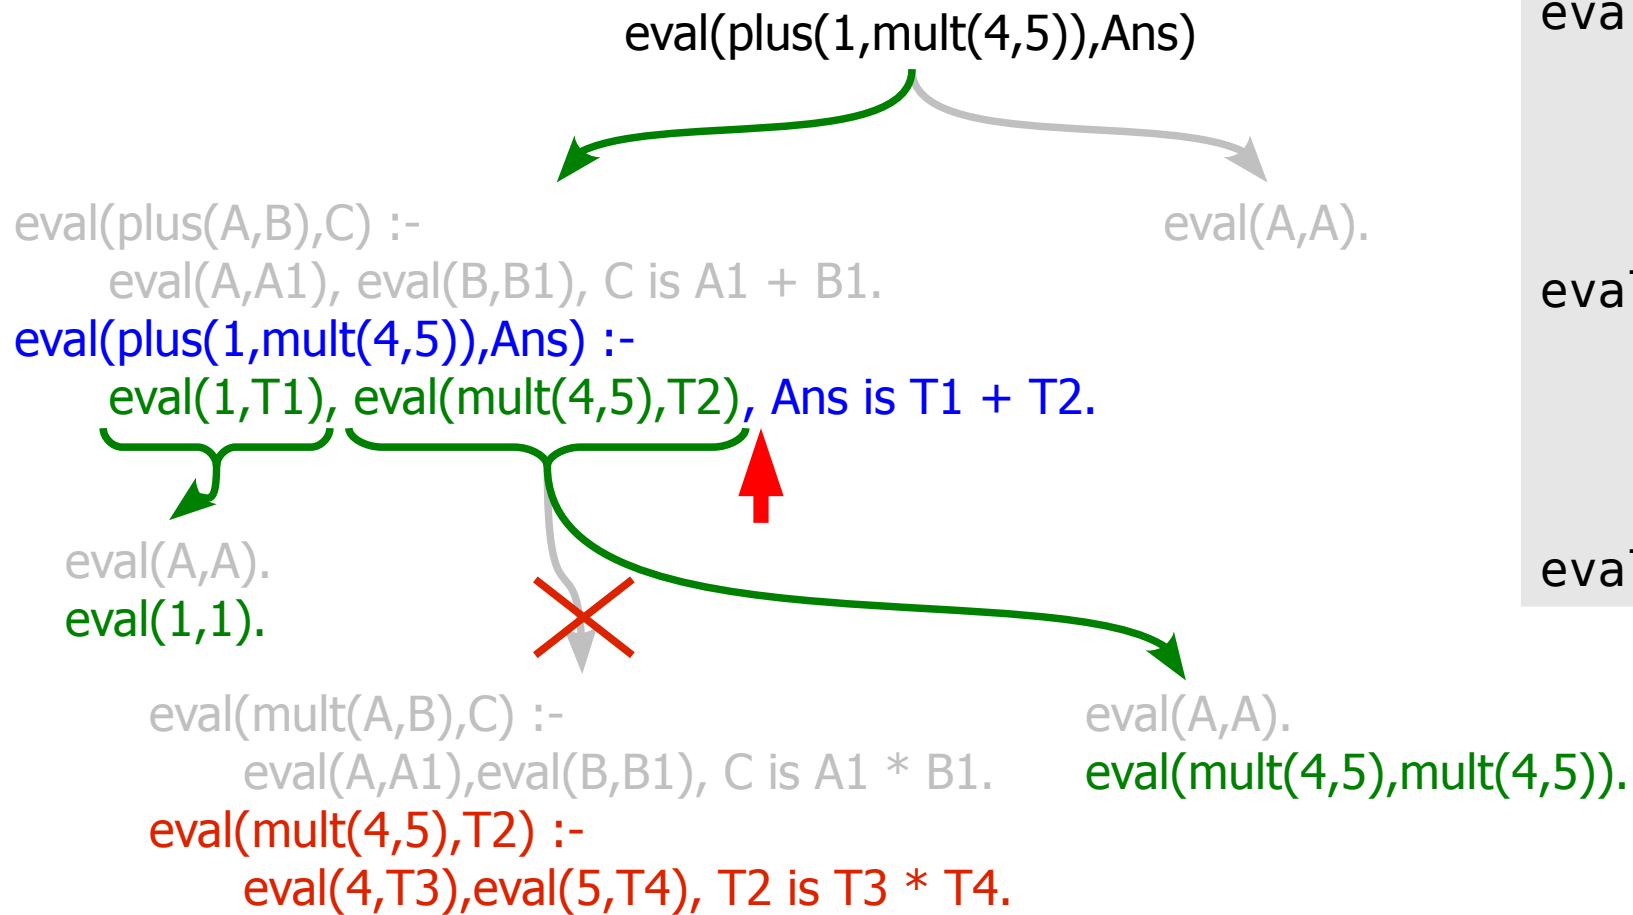 eval(plus(1,mult(4,5)),Ans)
eval(plus(A,B),C) :-
eval(A,A1), eval(B,B1), C is A1 + B1.
eval(A,A).
eval(plus(1,mult(4,5)),Ans) :-
eval(1,T1), eval(mult(4,5),T2), Ans is T1 + T2.
eval(A,A).
eval(1,1).
eval(mult(A,B),C) :-
eval(A,A1),eval(B,B1), C is A1 * B1.
eval(mult(4,5),T2) :-
eval(4,T3),eval(5,T4), T2 is T3 * T4.
eval(A,A).
eval(mult(4,5),mult(4,5)).
eva
eva
eva